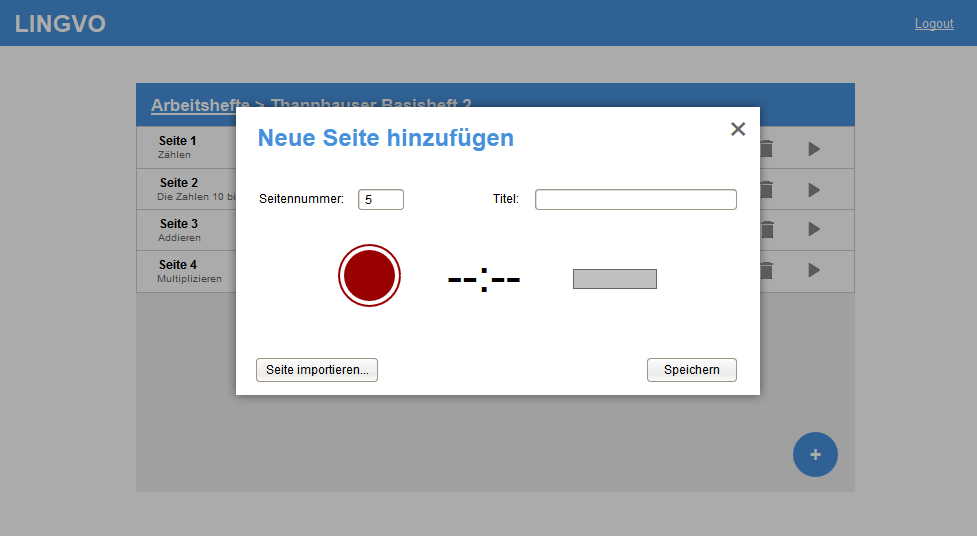 LINGVO
Logout
Arbeitshefte > Thannhauser Basisheft 2
Neue Seite hinzufügen
Seite 1
Zählen
Seitennummer: 5 Titel:
Seite 2
Die Zahlen 10 bi
Seite 3
Addieren
--:--
Seite 4
Multiplizieren
Seite importieren... Speichern
+